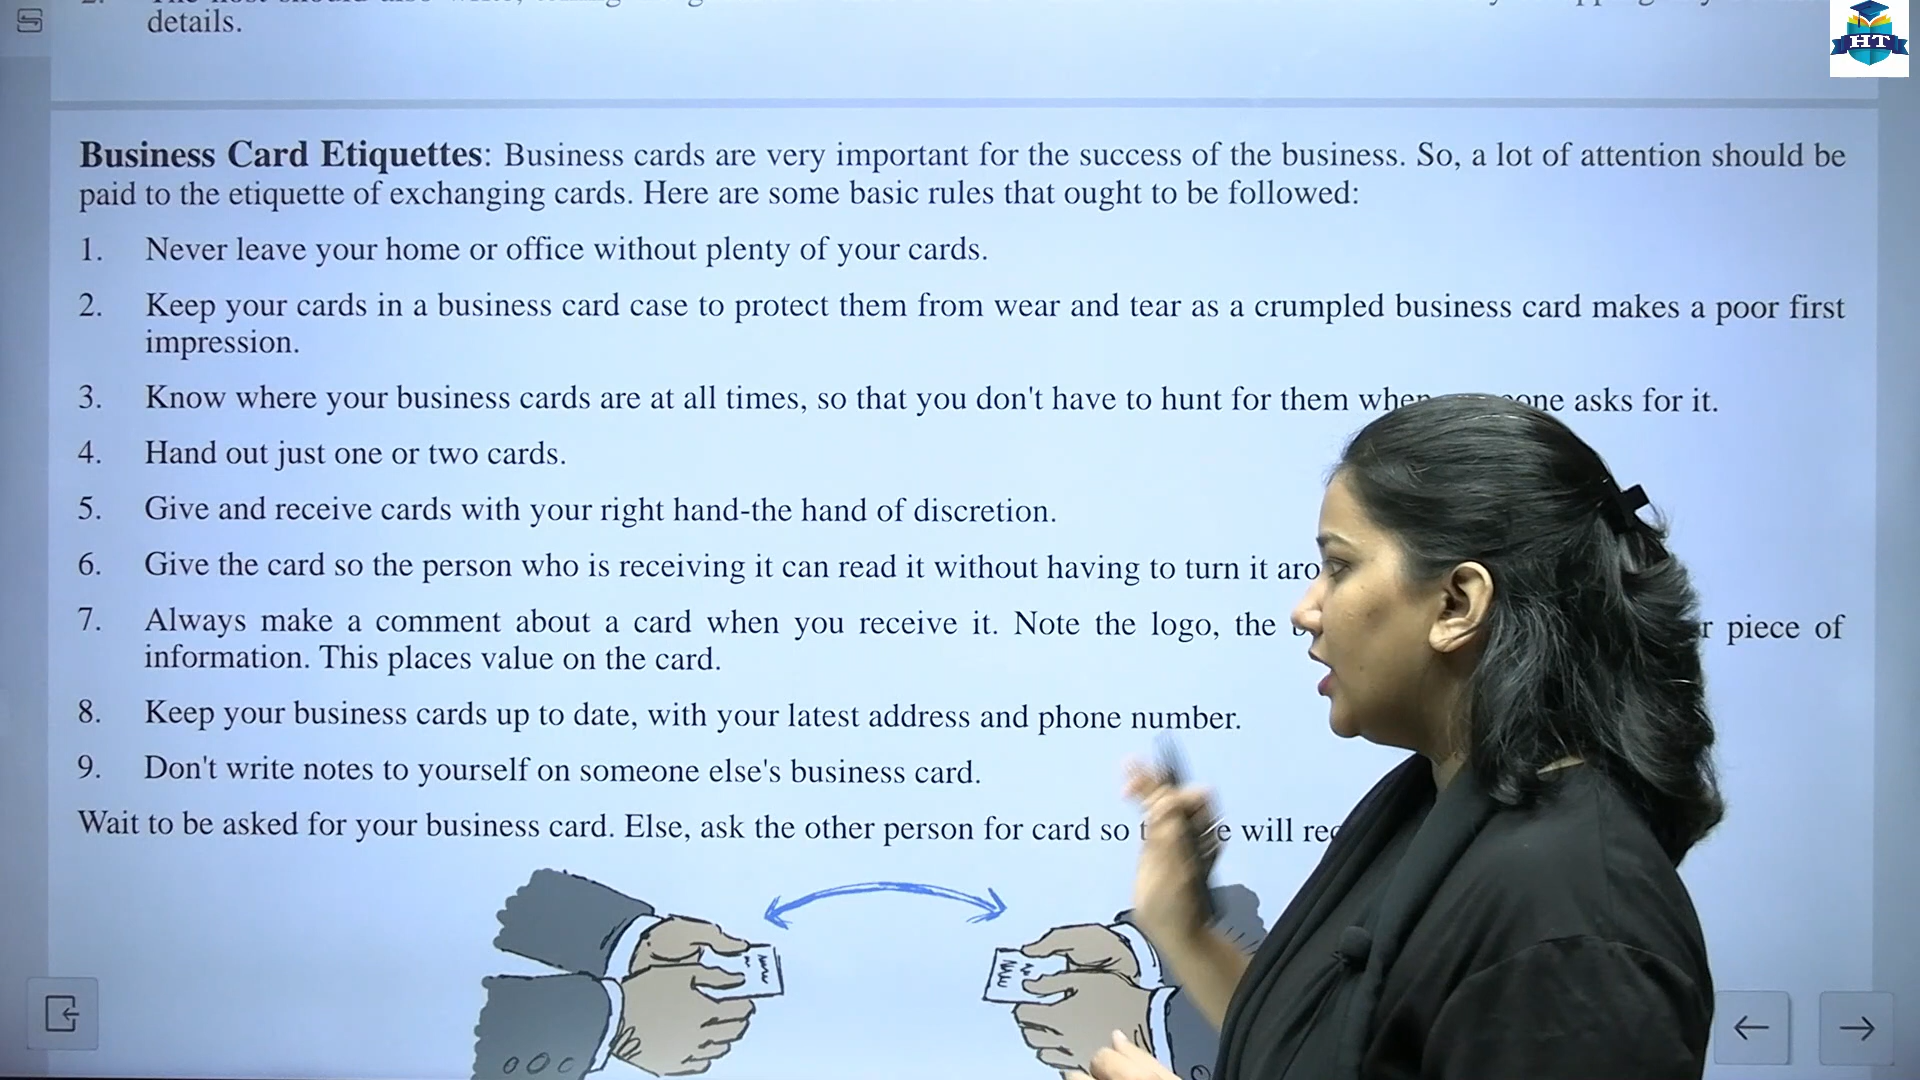 details.
HT
Business Card Etiquettes: Business cards are very important for the success of the business. So, a lot of attention should be
paid to the etiquette of exchanging cards. Here are some basic rules that ought to be followed:
1. Never leave your home or office without plenty of your cards.
2. Keep your cards in a business card case to protect them from wear and tear as a crumpled business card makes a poor first
impression.
3. Know where your business cards are at all times, so that you don't have to hunt for them when asks for it.
4. Hand out just one or two cards.
5. Give and receive cards with your right hand-the hand of discretion.
6. Give the card so the person who is receiving it can read it without having to turn it
7. Always make a comment about a card when you receive it. Note the logo, the piece of
information. This places value on the card.
8. Keep your business cards up to date, with your latest address and phone number.
9. Don't write notes to yourself on someone else's business card.
Wait to be asked for your business card. Else, ask the other person for card so will